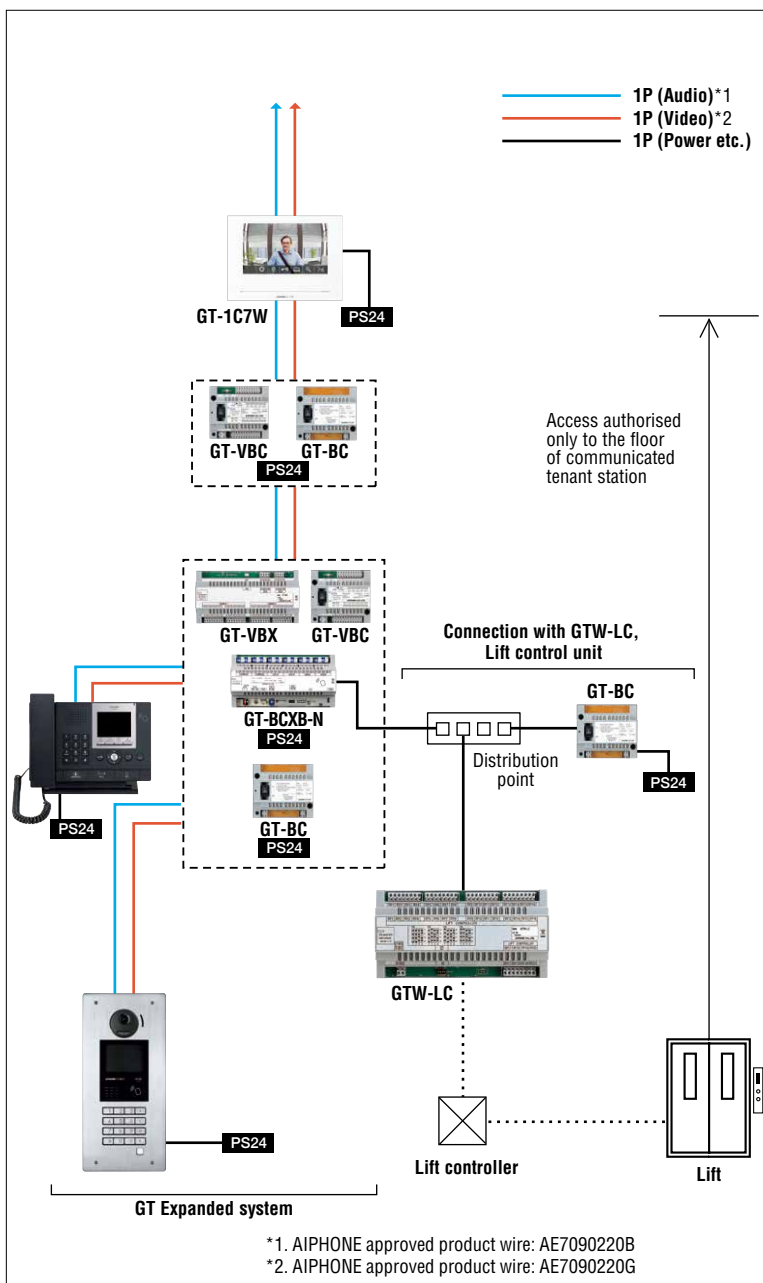 1P (Audio)*1
1P (Video)*2
1P (Power etc.)
GT-1C7W
PS24
GT-VBC
GT-BC
PS24
Access authorised
only to the floor
of communicated
tenant station
GT-VBX
GT-VBC
Connection with GTW-LC,
Lift control unit
GT-BC
GT-BCXB-N
PS24
Distribution
point
PS24
PS24
GT-BC
PS24
GTW-LC
PS24
Lift controller
Lift
GT Expanded system
*1. AIPHONE approved product wire: AE7090220B
*2. AIPHONE approved product wire: AE7090220G